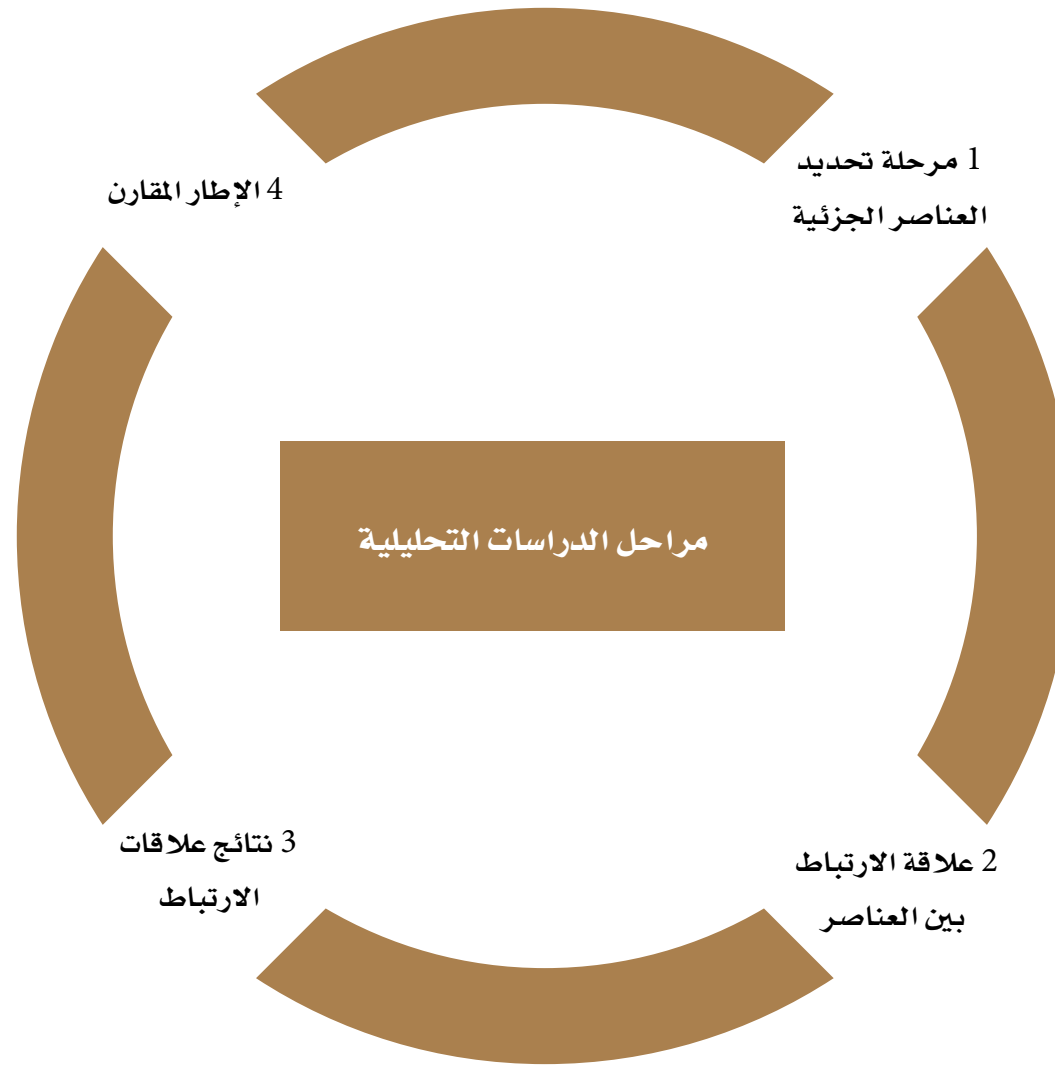 1 مرحلة تحديد
العناصر الجزئية
4 الإطار المقارن
مراحل الدراسات التحليلية
2 علاقة الارتباط
بين العناصر
3 نتائج علاقات
الارتباط